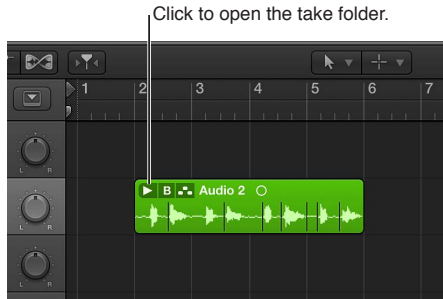 Click to open the take folder.
1 2 3 4 5 6 7
L R
B Audio 2
L R
L R